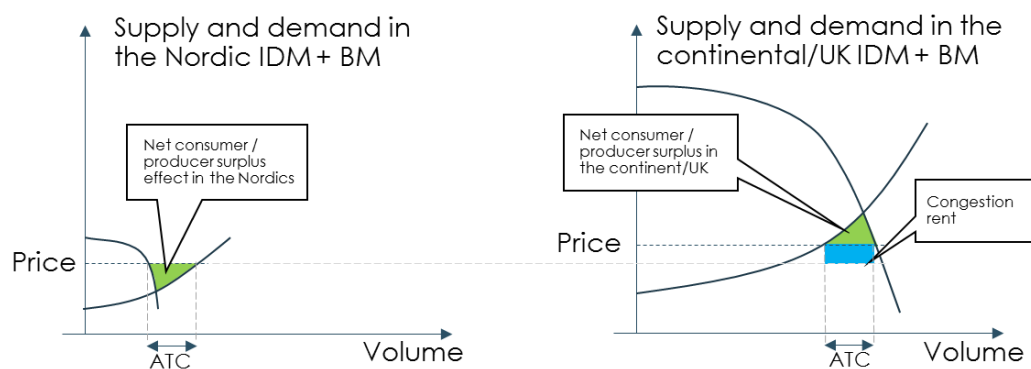 Supply and demand in
the Nordic IDM + BM
Net consumer /
producer surplus
effect in the Nordics
Price
ATC
Volume
Supply and demand in the
continental/UK IDM + BM
Net consumer /
producer surplus in
the continent/UK
Congestion
rent
Price
ATC
Volume